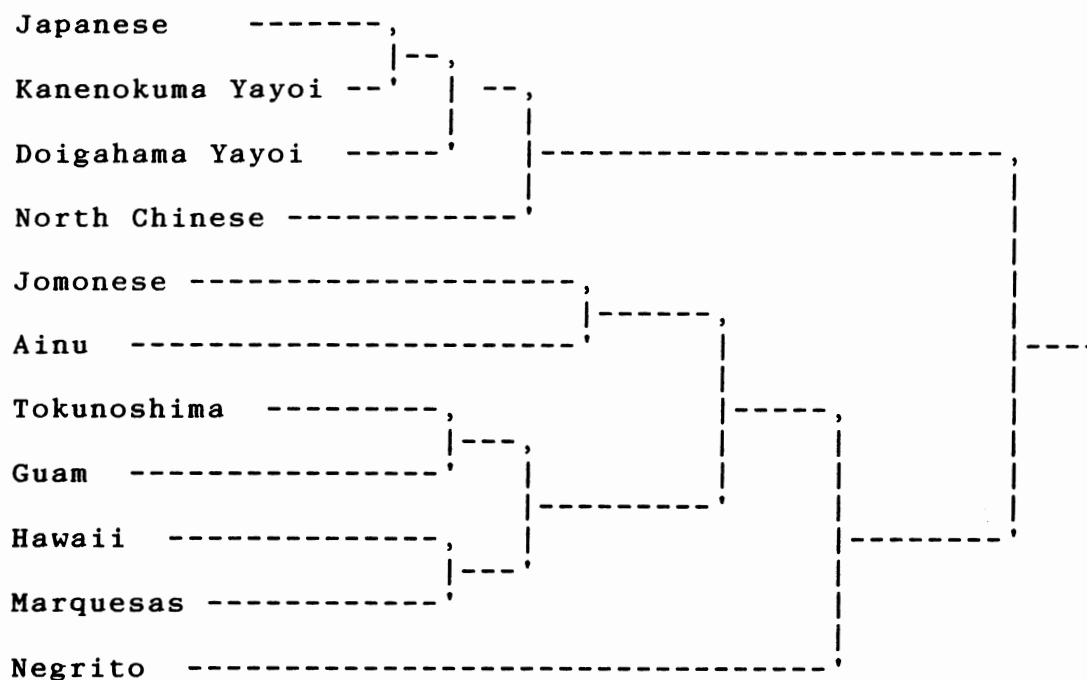 Japanese
Kanenokuma Yayoi
Doigahama Yayoi
North Chinese
Jomonese
Ainu
Tokunoshima
Guam
Hawaii
Marquesas
Negrito